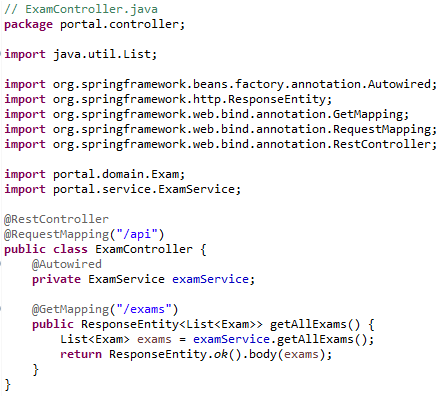 // ExamController.java
package portal.controller;

import java.util.List;

import org.springframework.beans.factory.annotation.Autowired;
import org.springframework.http.ResponseEntity;
import org.springframework.web.bind.annotation.GetMapping;
import org.springframework.web.bind.annotation.RequestMapping;
import org.springframework.web.bind.annotation.RestController;

import portal.domain.Exam;
import portal.service.ExamService;

@RestController
@RequestMapping("/api")
public class ExamController {
    @Autowired
    private ExamService examService;

    @GetMapping("/exams")
    public ResponseEntity<List<Exam>> getAllExams() {
        List<Exam> exams = examService.getAllExams();
        return ResponseEntity.ok().body(exams);
    }
}